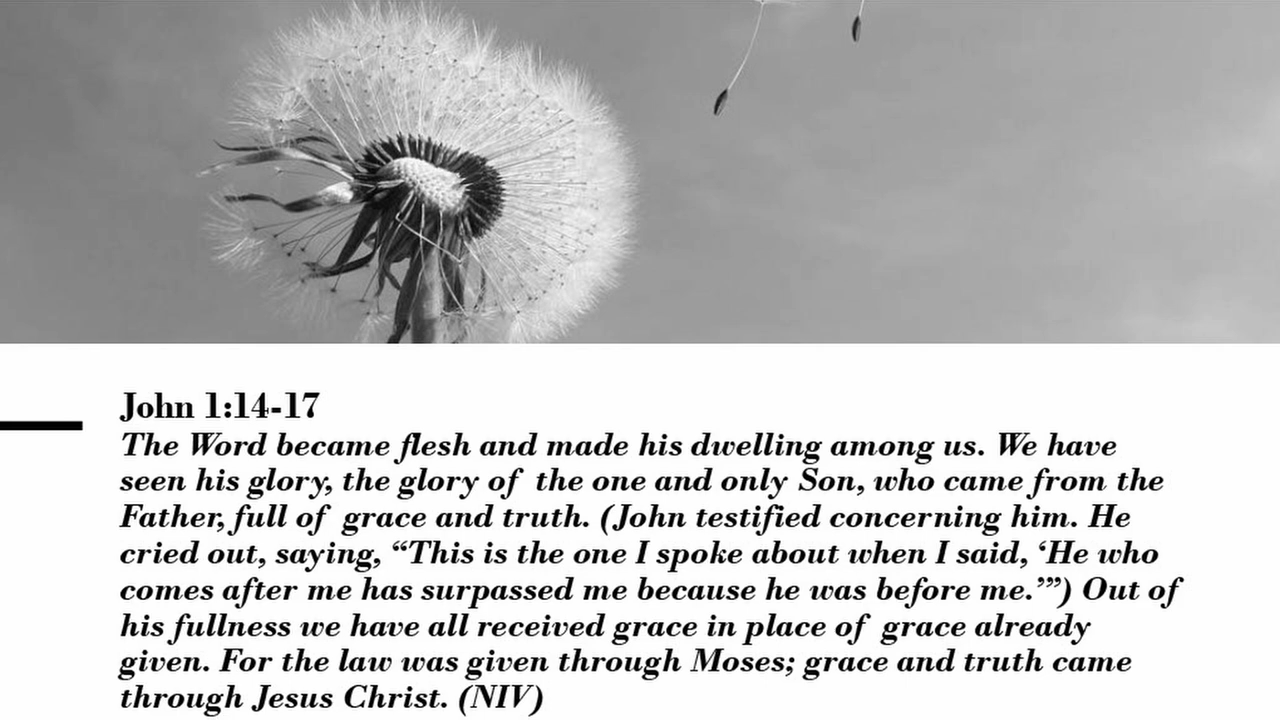 John 1:14-17
The Word became flesh and made his dwelling among us. We have
seen his glory, the glory of the one and only Son, who came from the
Father, full of grace and truth. (John testified concerning him. He
cried out, saying, “This is the one I spoke about when I said, ‘He who
comes after me has surpassed me because he was before me.’”) Out of
his fullness we have all received grace in place of grace already
given. For the law was given through Moses; grace and truth came
through Jesus Christ. (NIV)